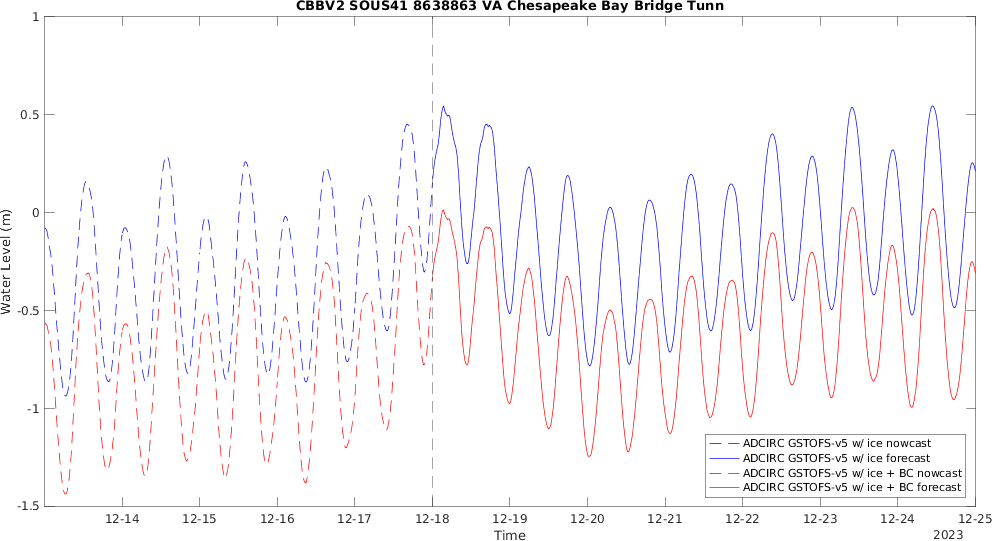 CBBV2 SOUS41 8638863 VA Chesapeake Bay Bridge Tunn
1
0.5
0
-0.5
-1
-1.5
Water Level (m)
12-14
12-15
12-16
12-17
12-18
12-19
12-20
12-21
12-22
12-23
12-24
12-25
Time
2023
ADCIRC GSTOFS-v5 w/ ice nowcast
ADCIRC GSTOFS-v5 w/ ice forecast
ADCIRC GSTOFS-v5 w/ ice + BC nowcast
ADCIRC GSTOFS-v5 w/ ice + BC forecast